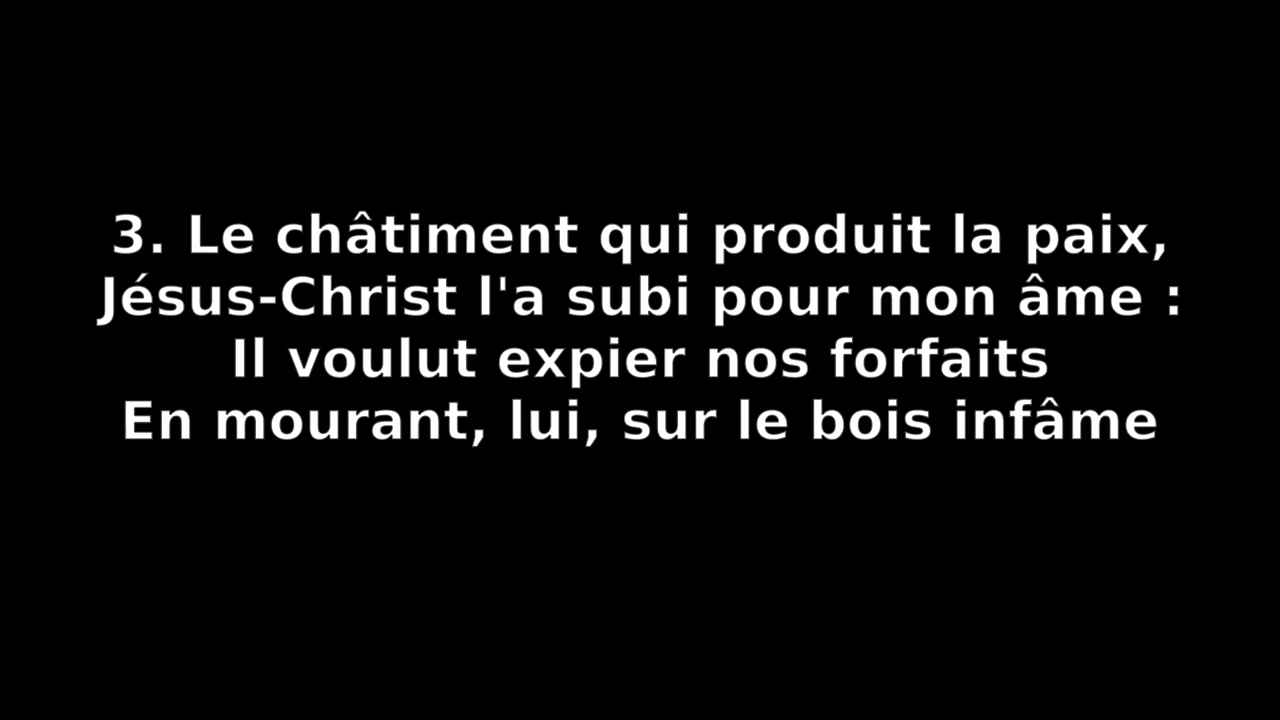 3. Le châtiment qui produit la paix,
Jésus-Christ l'a subi pour mon âme :
Il voulut expier nos forfaits
En mourant, lui, sur le bois infâme